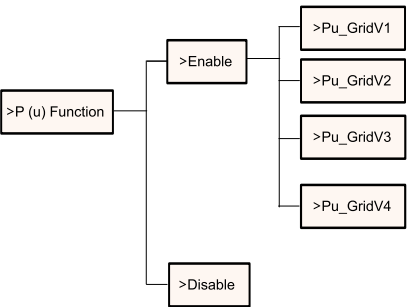 >P (u) Function
>Enable
>Disable
>Pu_GridV1
>Pu_GridV2
>Pu_GridV3
>Pu_GridV4